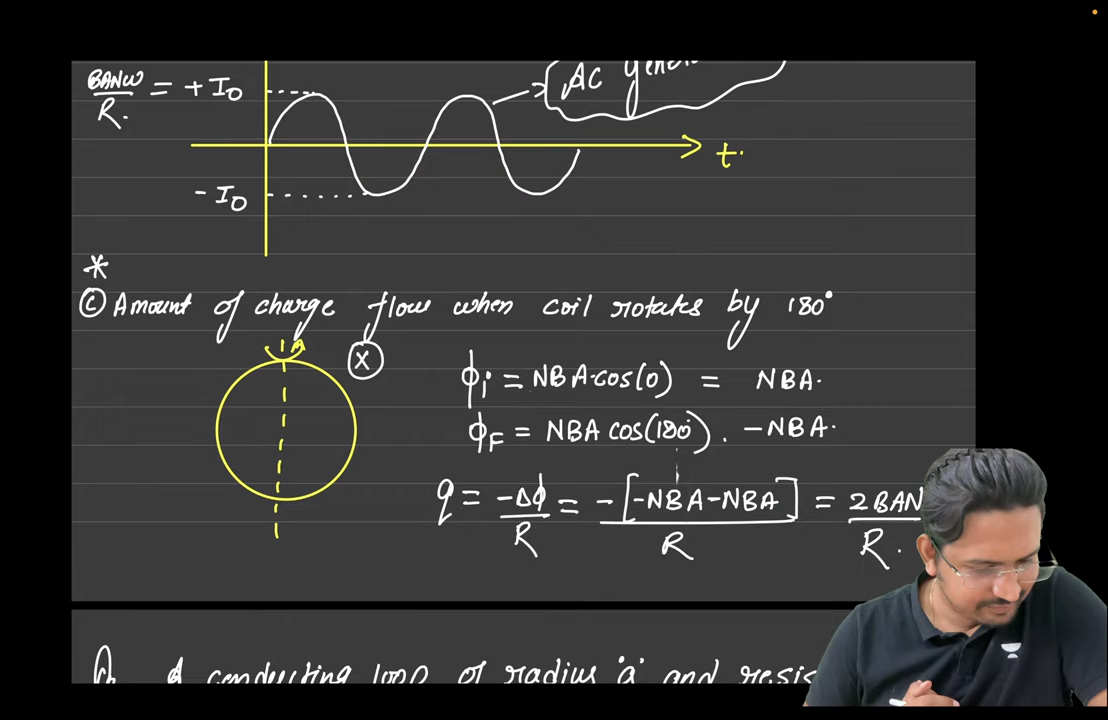 BANW/R. = + I0
AC
t.
- I0
*
(C) Amount of charge flow when coil rotates by 180°
(X)
ϕi = NBA.cos(0) = NBA.
ϕF = NBA cos(180°). -NBA.
q = -Δϕ/R = -[-NBA-NBA]/R = 2BAN/R.
Q. A conducting loop of radius 'a' and